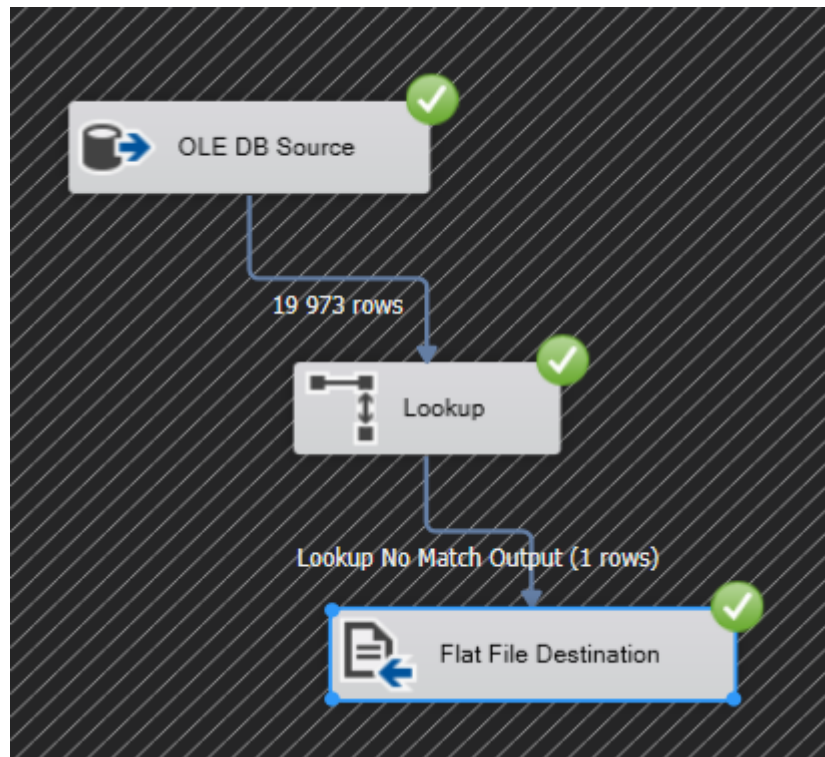 OLE DB Source
19 973 rows
Lookup
Lookup No Match Output (1 rows)
Flat File Destination